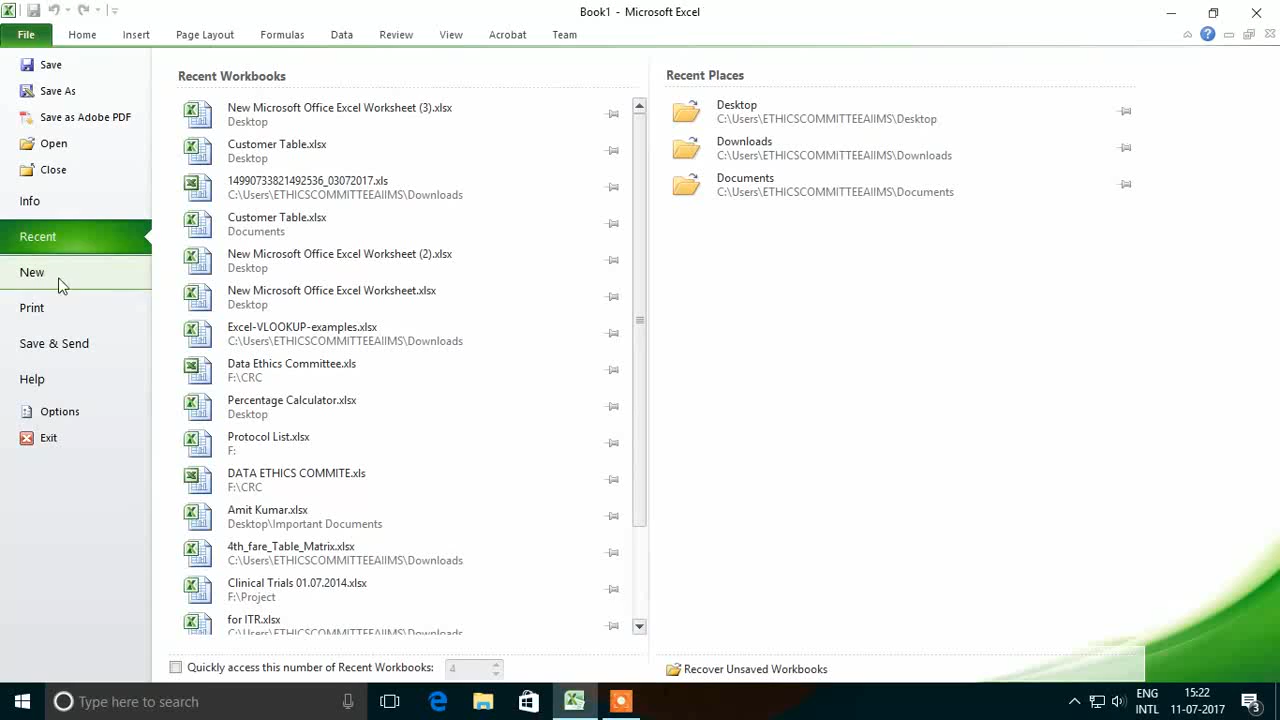 Book1 - Microsoft Excel
File Home Insert Page Layout Formulas Data Review View Acrobat Team
Save
Save As
Save as Adobe PDF
Open
Close
Info
Recent
New
Print
Save & Send
Help
Options
Exit
Recent Workbooks
New Microsoft Office Excel Worksheet (3).xlsx
Desktop
Customer Table.xlsx
Desktop
14990733821492536_03072017.xls
C:\Users\ETHICSCOMMITTEEAIIMS\Downloads
Customer Table.xlsx
Documents
New Microsoft Office Excel Worksheet (2).xlsx
Desktop
New Microsoft Office Excel Worksheet.xlsx
Desktop
Excel-VLOOKUP-examples.xlsx
C:\Users\ETHICSCOMMITTEEAIIMS\Downloads
Data Ethics Committee.xls
F:\CRC
Percentage Calculator.xlsx
Desktop
Protocol List.xlsx
F:
DATA ETHICS COMMITE.xls
F:\CRC
Amit Kumar.xlsx
Desktop\Important Documents
4th_fare_Table_Matrix.xlsx
C:\Users\ETHICSCOMMITTEEAIIMS\Downloads
Clinical Trials 01.07.2014.xlsx
F:\Project
for ITR.xlsx
C:\Users\ETHICSCOMMITTEEAIIMS\Downloads
Quickly access this number of Recent Workbooks: 4
Recent Places
Desktop
C:\Users\ETHICSCOMMITTEEAIIMS\Desktop
Downloads
C:\Users\ETHICSCOMMITTEEAIIMS\Downloads
Documents
C:\Users\ETHICSCOMMITTEEAIIMS\Documents
Recover Unsaved Workbooks
Type here to search
ENG
INTL
15:22
11-07-2017
3